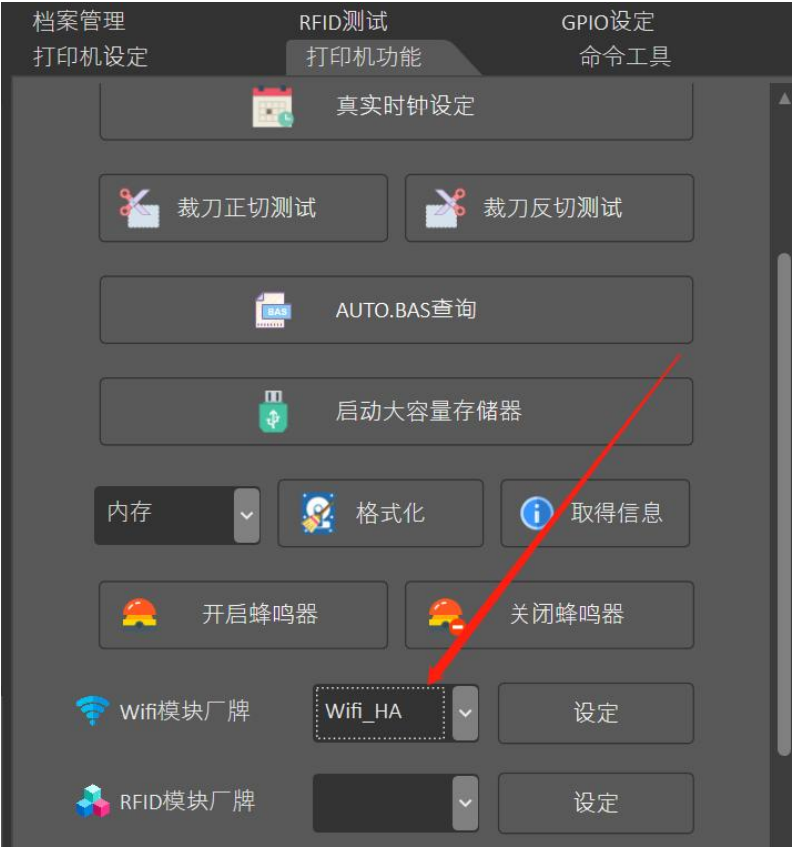 档案管理 RFID测试 GPIO设定
打印机设定 打印机功能 命令工具
真实时钟设定
裁刀正切测试 裁刀反切测试
BAS AUTO.BAS查询
启动大容量存储器
内存 格式化 取得信息
开启蜂鸣器 关闭蜂鸣器
Wifi模块厂牌 Wifi_HA 设定
RFID模块厂牌 设定